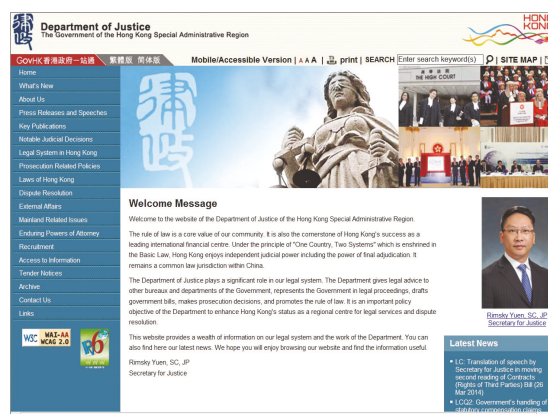 Department of Justice
The Government of the Hong Kong Special Administrative Region
HONG
KONG
GovHK 香港政府一站通
繁體版 简体版
Mobile/Accessible Version | A A A | print | SEARCH Enter search keyword(s) | SITE MAP |
Home
What's New
About Us
Press Releases and Speeches
Key Publications
Notable Judicial Decisions
Legal System in Hong Kong
Prosecution Related Policies
Laws of Hong Kong
Dispute Resolution
External Affairs
Mainland Related Issues
Enduring Powers of Attorney
Recruitment
Access to Information
Tender Notices
Archive
Contact Us
Links
W3C WAI-AA
WCAG 2.0
THE HIGH COURT
Welcome Message
Welcome to the website of the Department of Justice of the Hong Kong Special Administrative Region.
The rule of law is a core value of our community. It is also the cornerstone of Hong Kong's success as a
leading international financial centre. Under the principle of "One Country, Two Systems" which is enshrined in
the Basic Law, Hong Kong enjoys independent judicial power including the power of final adjudication. It
remains a common law jurisdiction within China.
The Department of Justice plays a significant role in our legal system. The Department gives legal advice to
other bureaux and departments of the Government, represents the Government in legal proceedings, drafts
government bills, makes prosecution decisions, and promotes the rule of law. It is an important policy
objective of the Department to enhance Hong Kong's status as a regional centre for legal services and dispute
resolution.
This website provides a wealth of information on our legal system and the work of the Department. You can
also find here our latest news. We hope you will enjoy browsing our website and find the information useful.
Rimsky Yuen, SC, JP
Secretary for Justice
Rimsky Yuen, SC, JP
Secretary for Justice
Latest News
LC: Translation of speech by
Secretary for Justice in moving
second reading of Contracts
(Rights of Third Parties) Bill (26
Mar 2014)
LCQ2: Government's handling of
statutory compensation claims